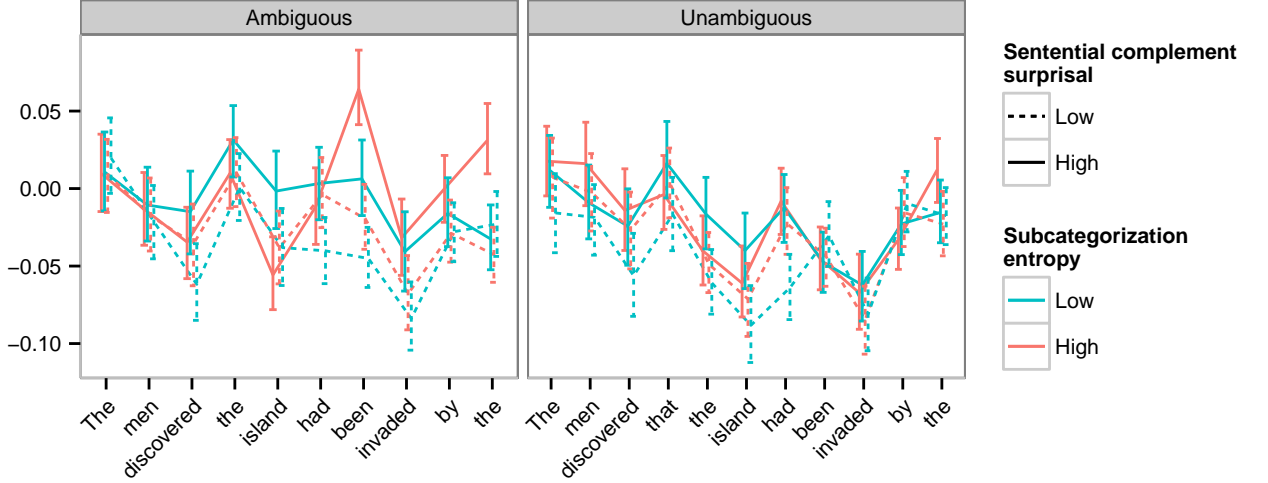 Ambiguous
Unambiguous
0.05
0.00
−0.05
−0.10
The
men
discovered
the
island
had
been
invaded
by
the
The
men
discovered
that
the
island
had
been
invaded
by
the
Sentential complement
surprisal
Low
High
Subcategorization
entropy
Low
High